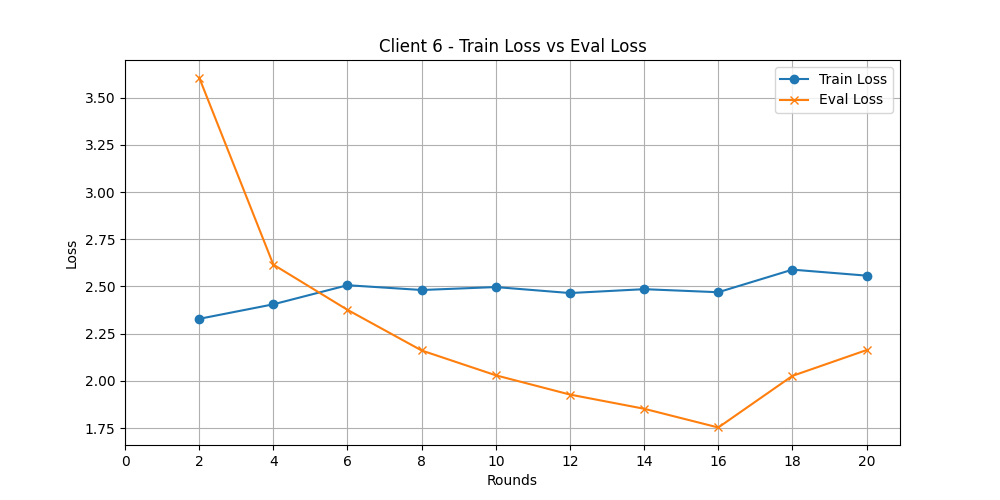 Client 6 - Train Loss vs Eval Loss
Train Loss
Eval Loss
3.50
3.25
3.00
2.75
2.50
2.25
2.00
1.75
Loss
0 2 4 6 8 10 12 14 16 18 20
Rounds